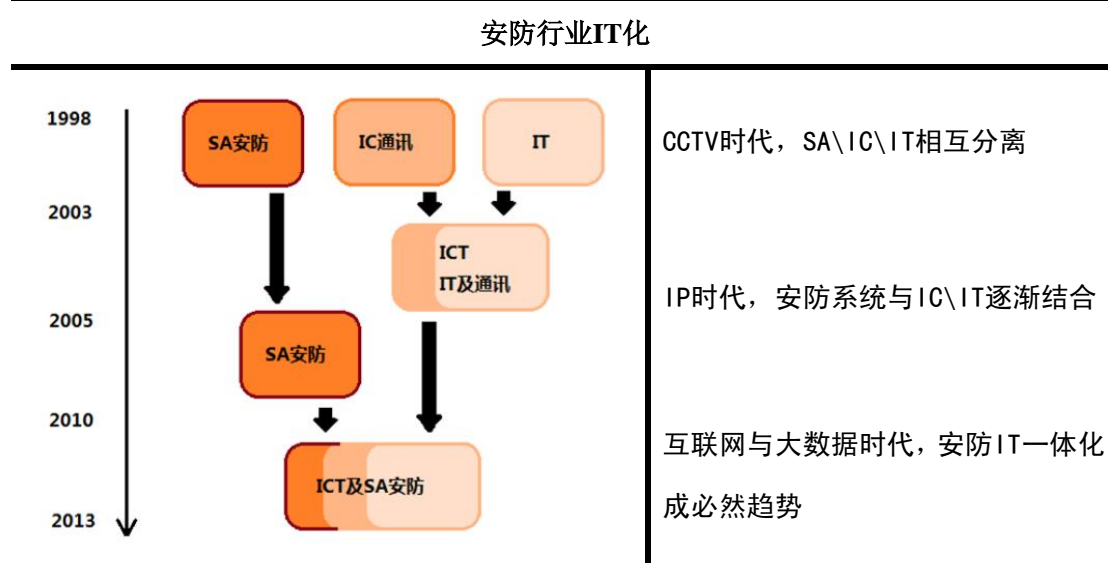 安防行业IT化
1998
SA安防
IC通讯
IT
CCTV时代，SA\IC\IT相互分离
2003
ICT
IT及通讯
IP时代，安防系统与IC\IT逐渐结合
2005
SA安防
2010
互联网与大数据时代，安防IT一体化
成必然趋势
ICT及SA安防
2013